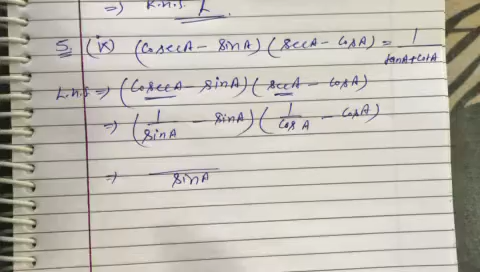 =) R.H.S.
5. (ix) (CosecA - sinA) (secA - CosA) = 1/tanA+CotA
L.H.S => (CosecA - sinA) (secA - CosA)
=> (1/sinA - sinA) (1/CosA - CosA)
=> /sinA